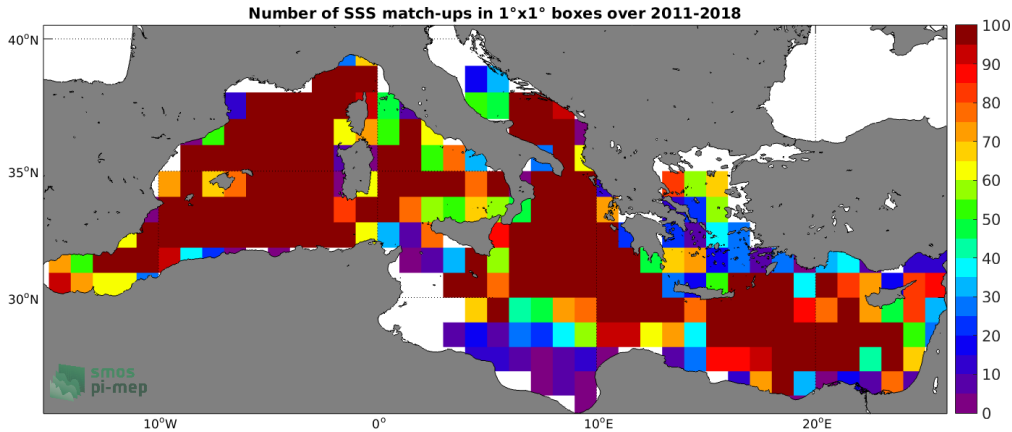 Number of SSS match-ups in 1°x1° boxes over 2011-2018
40°N
35°N
30°N
10°W
0°
10°E
20°E
100
90
80
70
60
50
40
30
20
10
0
smos
pi-mep